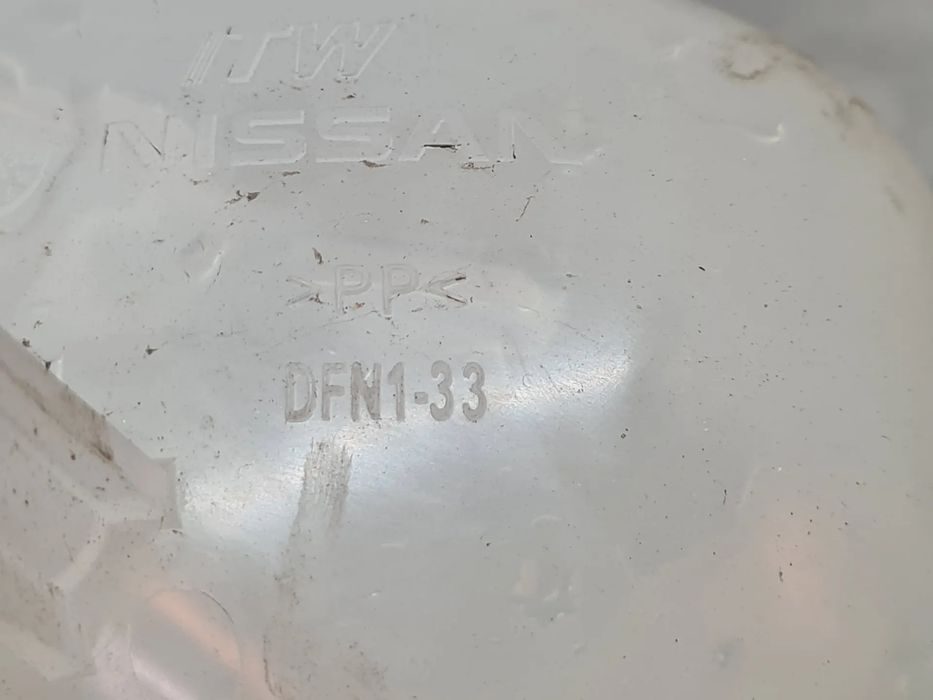 ITW
NISSAN
>PP<
DFN1-33